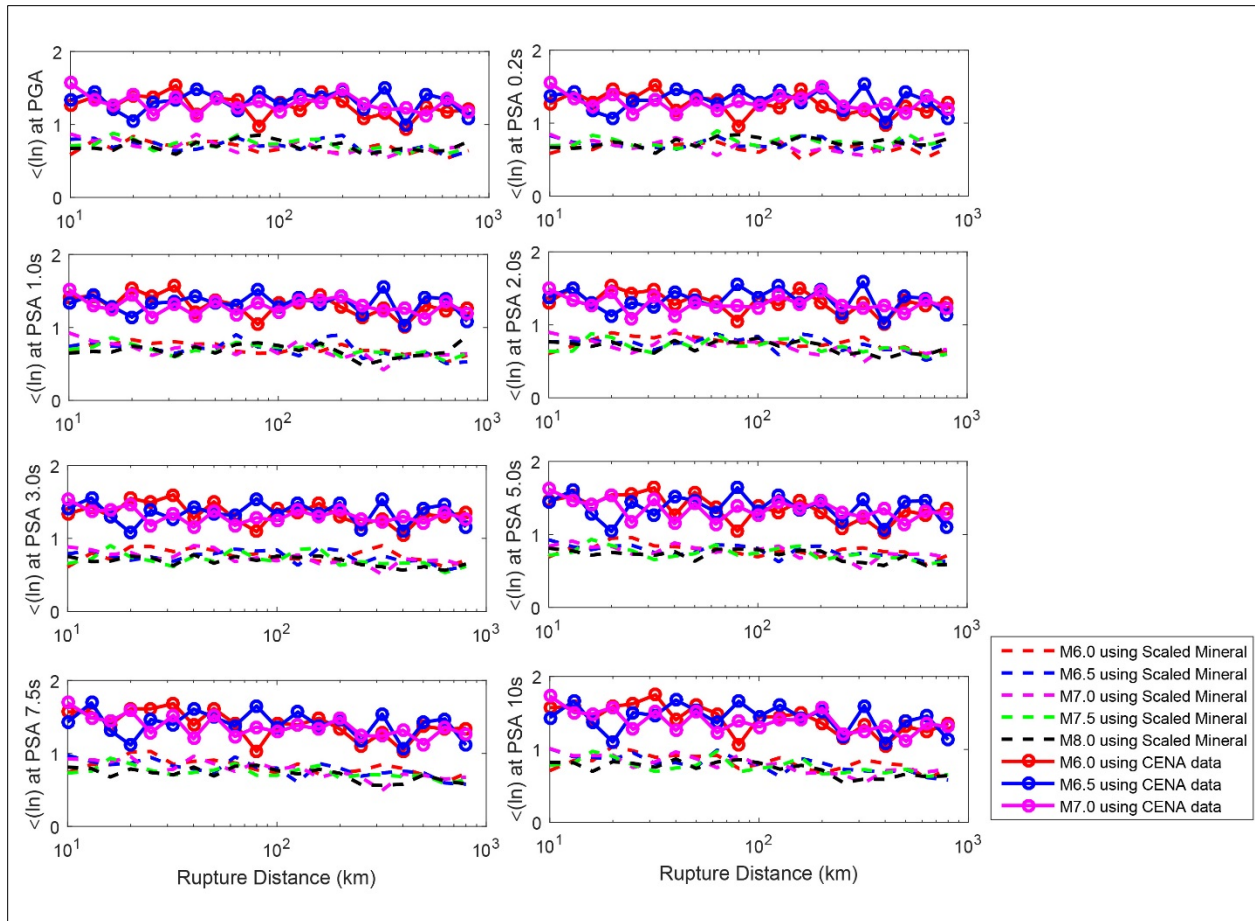 2
1
0
<(ln) at PGA
10^1
10^2
10^3
2
1
0
<(ln) at PSA 0.2s
10^1
10^2
10^3
2
1
0
<(ln) at PSA 1.0s
10^1
10^2
10^3
2
1
0
<(ln) at PSA 2.0s
10^1
10^2
10^3
2
1
0
<(ln) at PSA 3.0s
10^1
10^2
10^3
2
1
0
<(ln) at PSA 5.0s
10^1
10^2
10^3
2
1
0
<(ln) at PSA 7.5s
10^1
10^2
10^3
Rupture Distance (km)
2
1
0
<(ln) at PSA 10s
10^1
10^2
10^3
Rupture Distance (km)
M6.0 using Scaled Mineral
M6.5 using Scaled Mineral
M7.0 using Scaled Mineral
M7.5 using Scaled Mineral
M8.0 using Scaled Mineral
M6.0 using CENA data
M6.5 using CENA data
M7.0 using CENA data